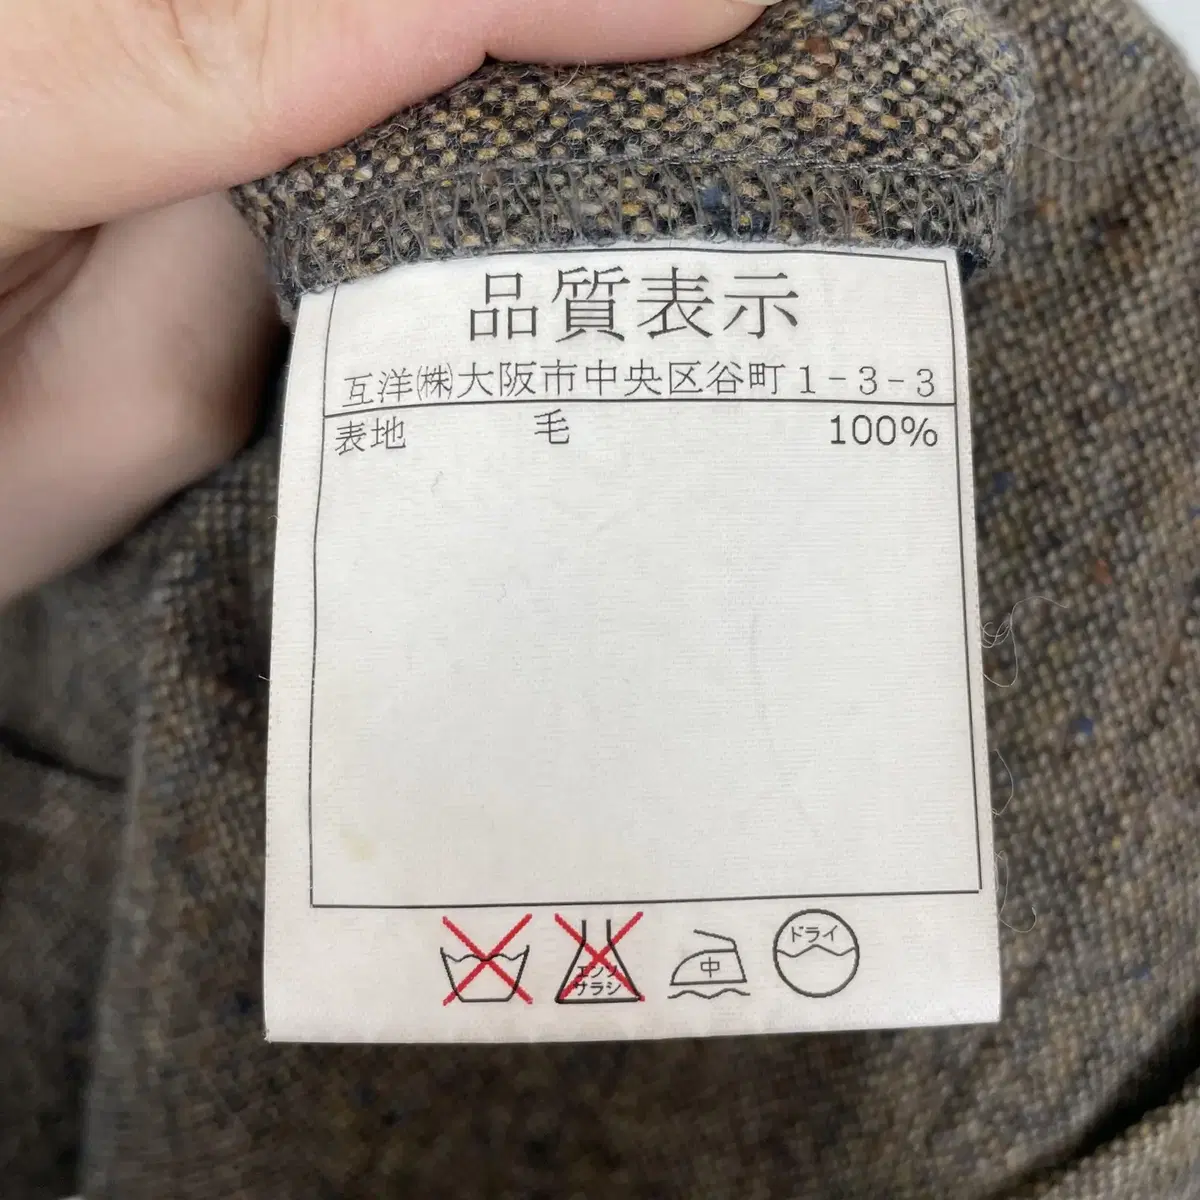 品質表示
互洋㈱大阪市中央区谷町1-3-3
表地 毛 100%
エンソ
サラシ
中
ドライ